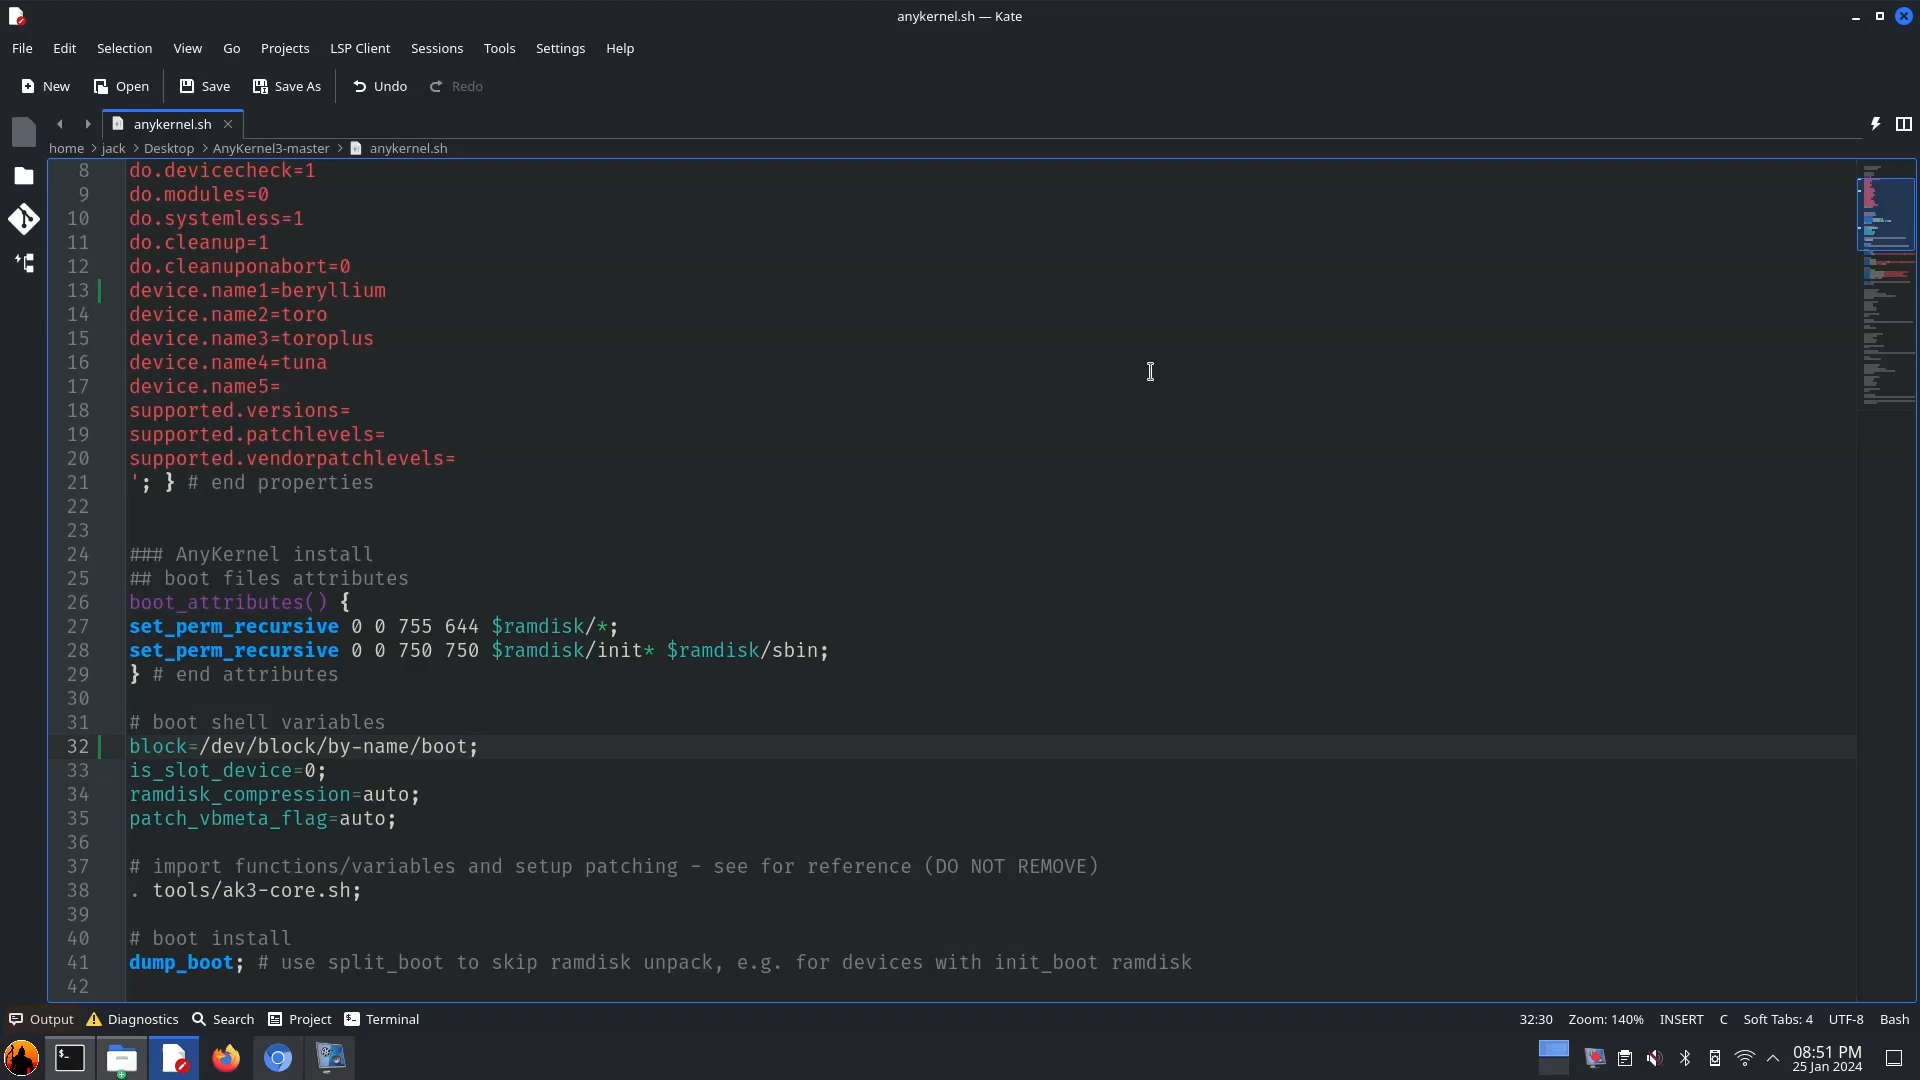 anykernel.sh — Kate
File Edit Selection View Go Projects LSP Client Sessions Tools Settings Help
New Open Save Save As Undo Redo
anykernel.sh
home > jack > Desktop > AnyKernel3-master > anykernel.sh
8 do.devicecheck=1
9 do.modules=0
10 do.systemless=1
11 do.cleanup=1
12 do.cleanuponabort=0
13 device.name1=beryllium
14 device.name2=toro
15 device.name3=toroplus
16 device.name4=tuna
17 device.name5=
18 supported.versions=
19 supported.patchlevels=
20 supported.vendorpatchlevels=
21 '; } # end properties
22
23
24 ### AnyKernel install
25 ## boot files attributes
26 boot_attributes() {
27 set_perm_recursive 0 0 755 644 $ramdisk/*;
28 set_perm_recursive 0 0 750 750 $ramdisk/init* $ramdisk/sbin;
29 } # end attributes
30
31 # boot shell variables
32 block=/dev/block/by-name/boot;
33 is_slot_device=0;
34 ramdisk_compression=auto;
35 patch_vbmeta_flag=auto;
36
37 # import functions/variables and setup patching - see for reference (DO NOT REMOVE)
38 . tools/ak3-core.sh;
39
40 # boot install
41 dump_boot; # use split_boot to skip ramdisk unpack, e.g. for devices with init_boot ramdisk
42
Output Diagnostics Search Project Terminal 32:30 Zoom: 140% INSERT C Soft Tabs: 4 UTF-8 Bash
08:51 PM
25 Jan 2024